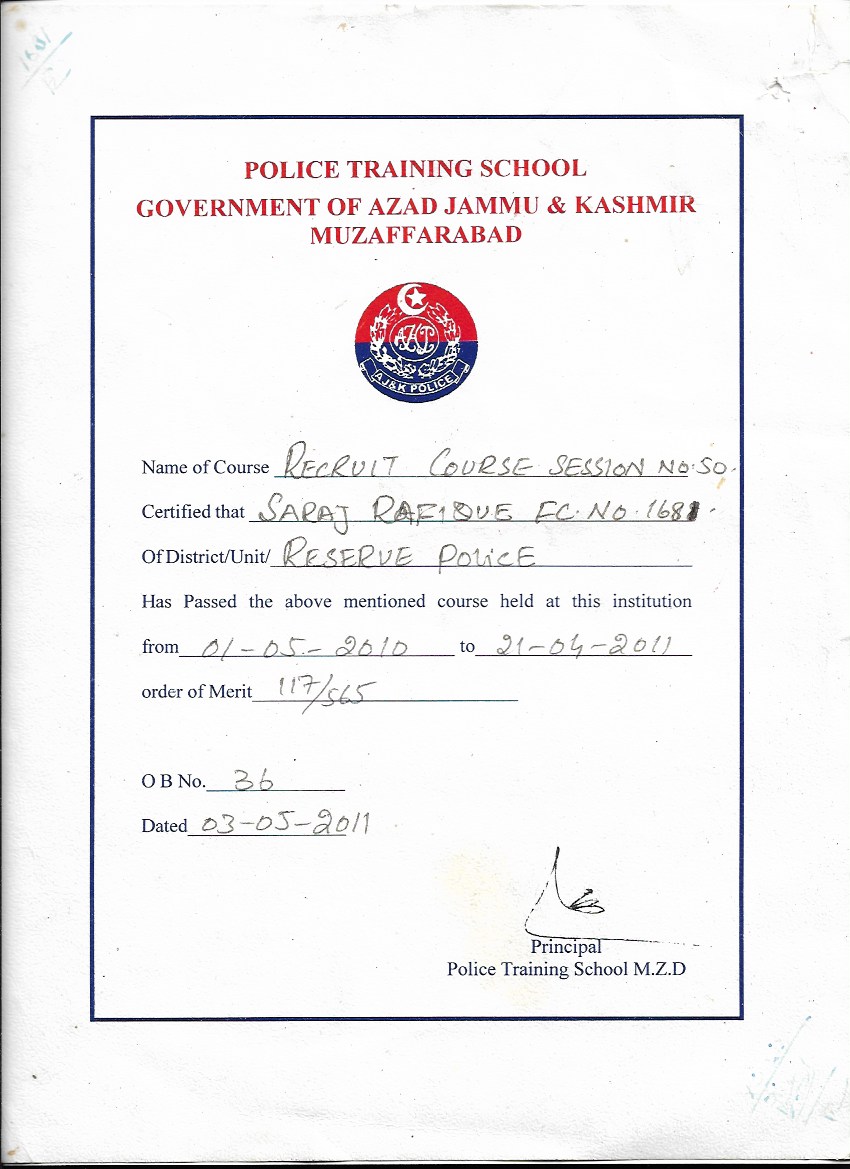 POLICE TRAINING SCHOOL
GOVERNMENT OF AZAD JAMMU & KASHMIR
MUZAFFARABAD
AJ&K POLICE
Name of Course RECRUIT COURSE SESSION NO.50.
Certified that SARAJ RAFIQUE FC.NO.1681.
Of District/Unit/ RESERVE POLICE
Has Passed the above mentioned course held at this institution
from 01-05-2010 to 21-04-2011
order of Merit 117/565
O B No. 36
Dated 03-05-2011
Principal
Police Training School M.Z.D